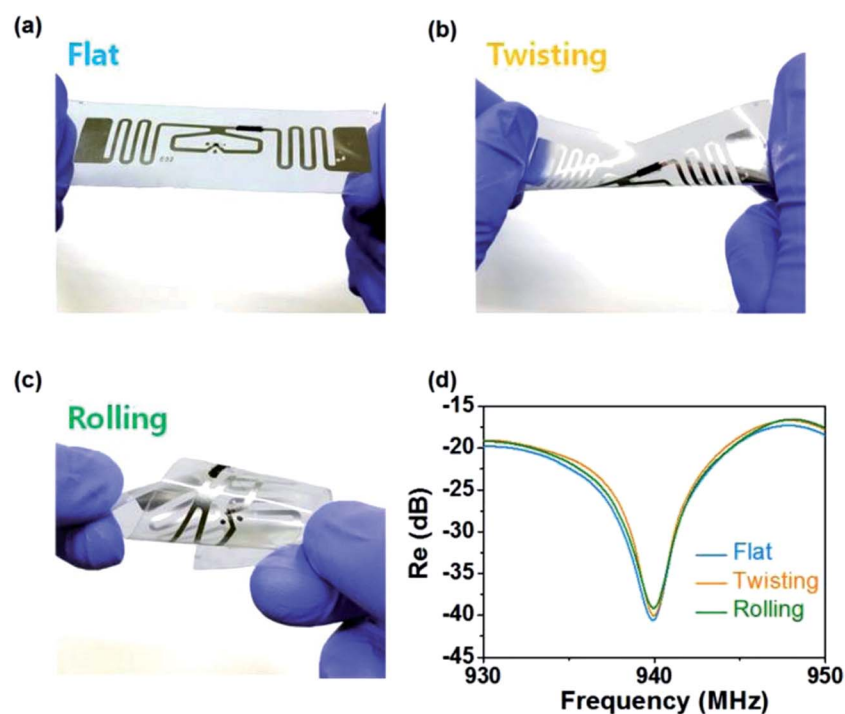 (a)
Flat
(b)
Twisting
(c)
Rolling
(d)
Re (dB)
-15
-20
-25
-30
-35
-40
-45
Flat
Twisting
Rolling
930
940
950
Frequency (MHz)